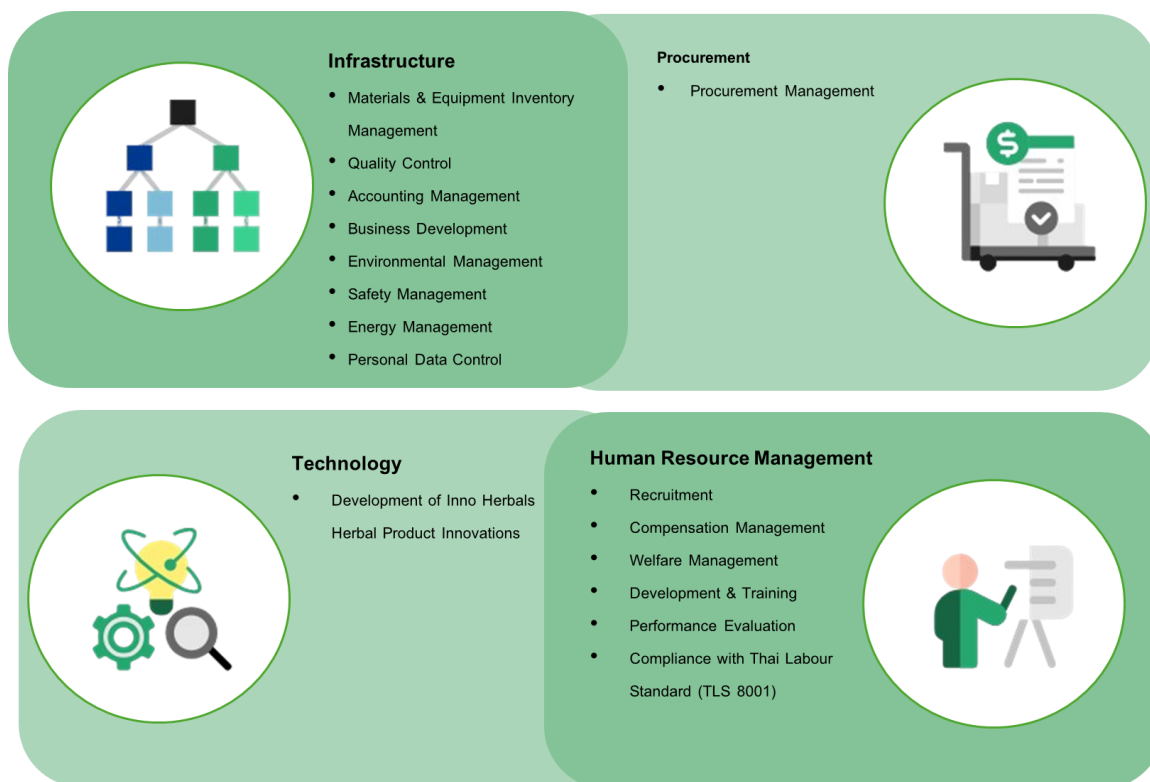 Infrastructure
• Materials & Equipment Inventory
Management
• Quality Control
• Accounting Management
• Business Development
• Environmental Management
• Safety Management
• Energy Management
• Personal Data Control
Procurement
• Procurement Management
$
Technology
• Development of Inno Herbals
Herbal Product Innovations
Human Resource Management
• Recruitment
• Compensation Management
• Welfare Management
• Development & Training
• Performance Evaluation
• Compliance with Thai Labour
Standard (TLS 8001)